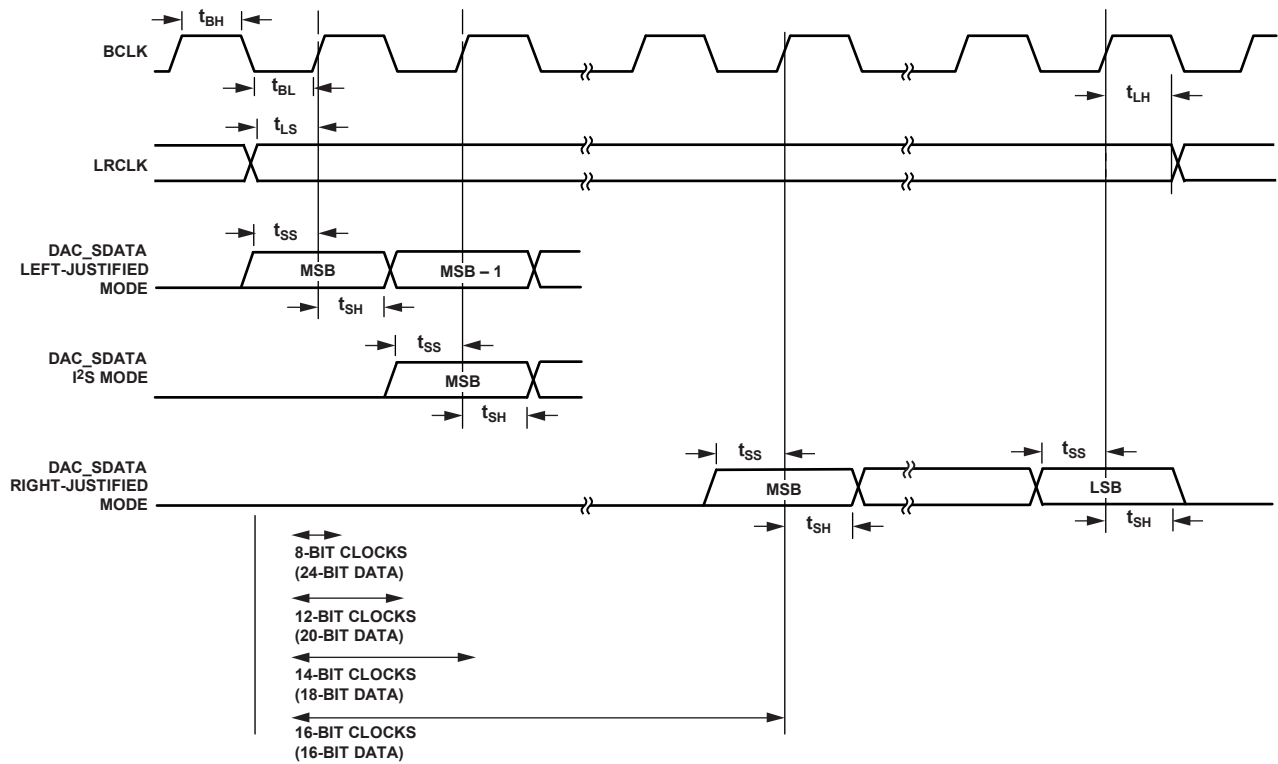 tBH
BCLK
tBL
tLH
tLS
LRCLK
tSS
DAC_SDATA
LEFT-JUSTIFIED
MODE
MSB
MSB – 1
tSH
tSS
DAC_SDATA
I²S MODE
MSB
tSH
tSS
tSS
DAC_SDATA
RIGHT-JUSTIFIED
MODE
MSB
LSB
tSH
tSH
8-BIT CLOCKS
(24-BIT DATA)
12-BIT CLOCKS
(20-BIT DATA)
14-BIT CLOCKS
(18-BIT DATA)
16-BIT CLOCKS
(16-BIT DATA)